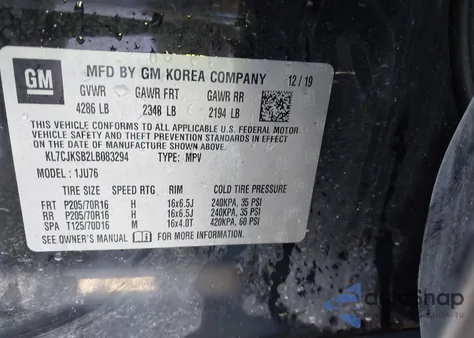 GM
MFD BY GM KOREA COMPANY 12/19
GVWR GAWR FRT GAWR RR
4286 LB 2348 LB 2194 LB
THIS VEHICLE CONFORMS TO ALL APPLICABLE U.S. FEDERAL MOTOR
VEHICLE SAFETY AND THEFT PREVENTION STANDARDS IN EFFECT
ON THE DATE OF MANUFACTURE SHOWN ABOVE.
KL7CJKSB2LB083294 TYPE: MPV
MODEL: 1JU76
TIRE SIZE SPEED RTG RIM COLD TIRE PRESSURE
FRT P205/70R16 H 16x6.5J 240KPA, 35 PSI
RR P205/70R16 H 16x6.5J 240KPA, 35 PSI
SPA T125/70D16 M 16x4.0T 420KPA, 60 PSI
SEE OWNER'S MANUAL FOR MORE INFORMATION.